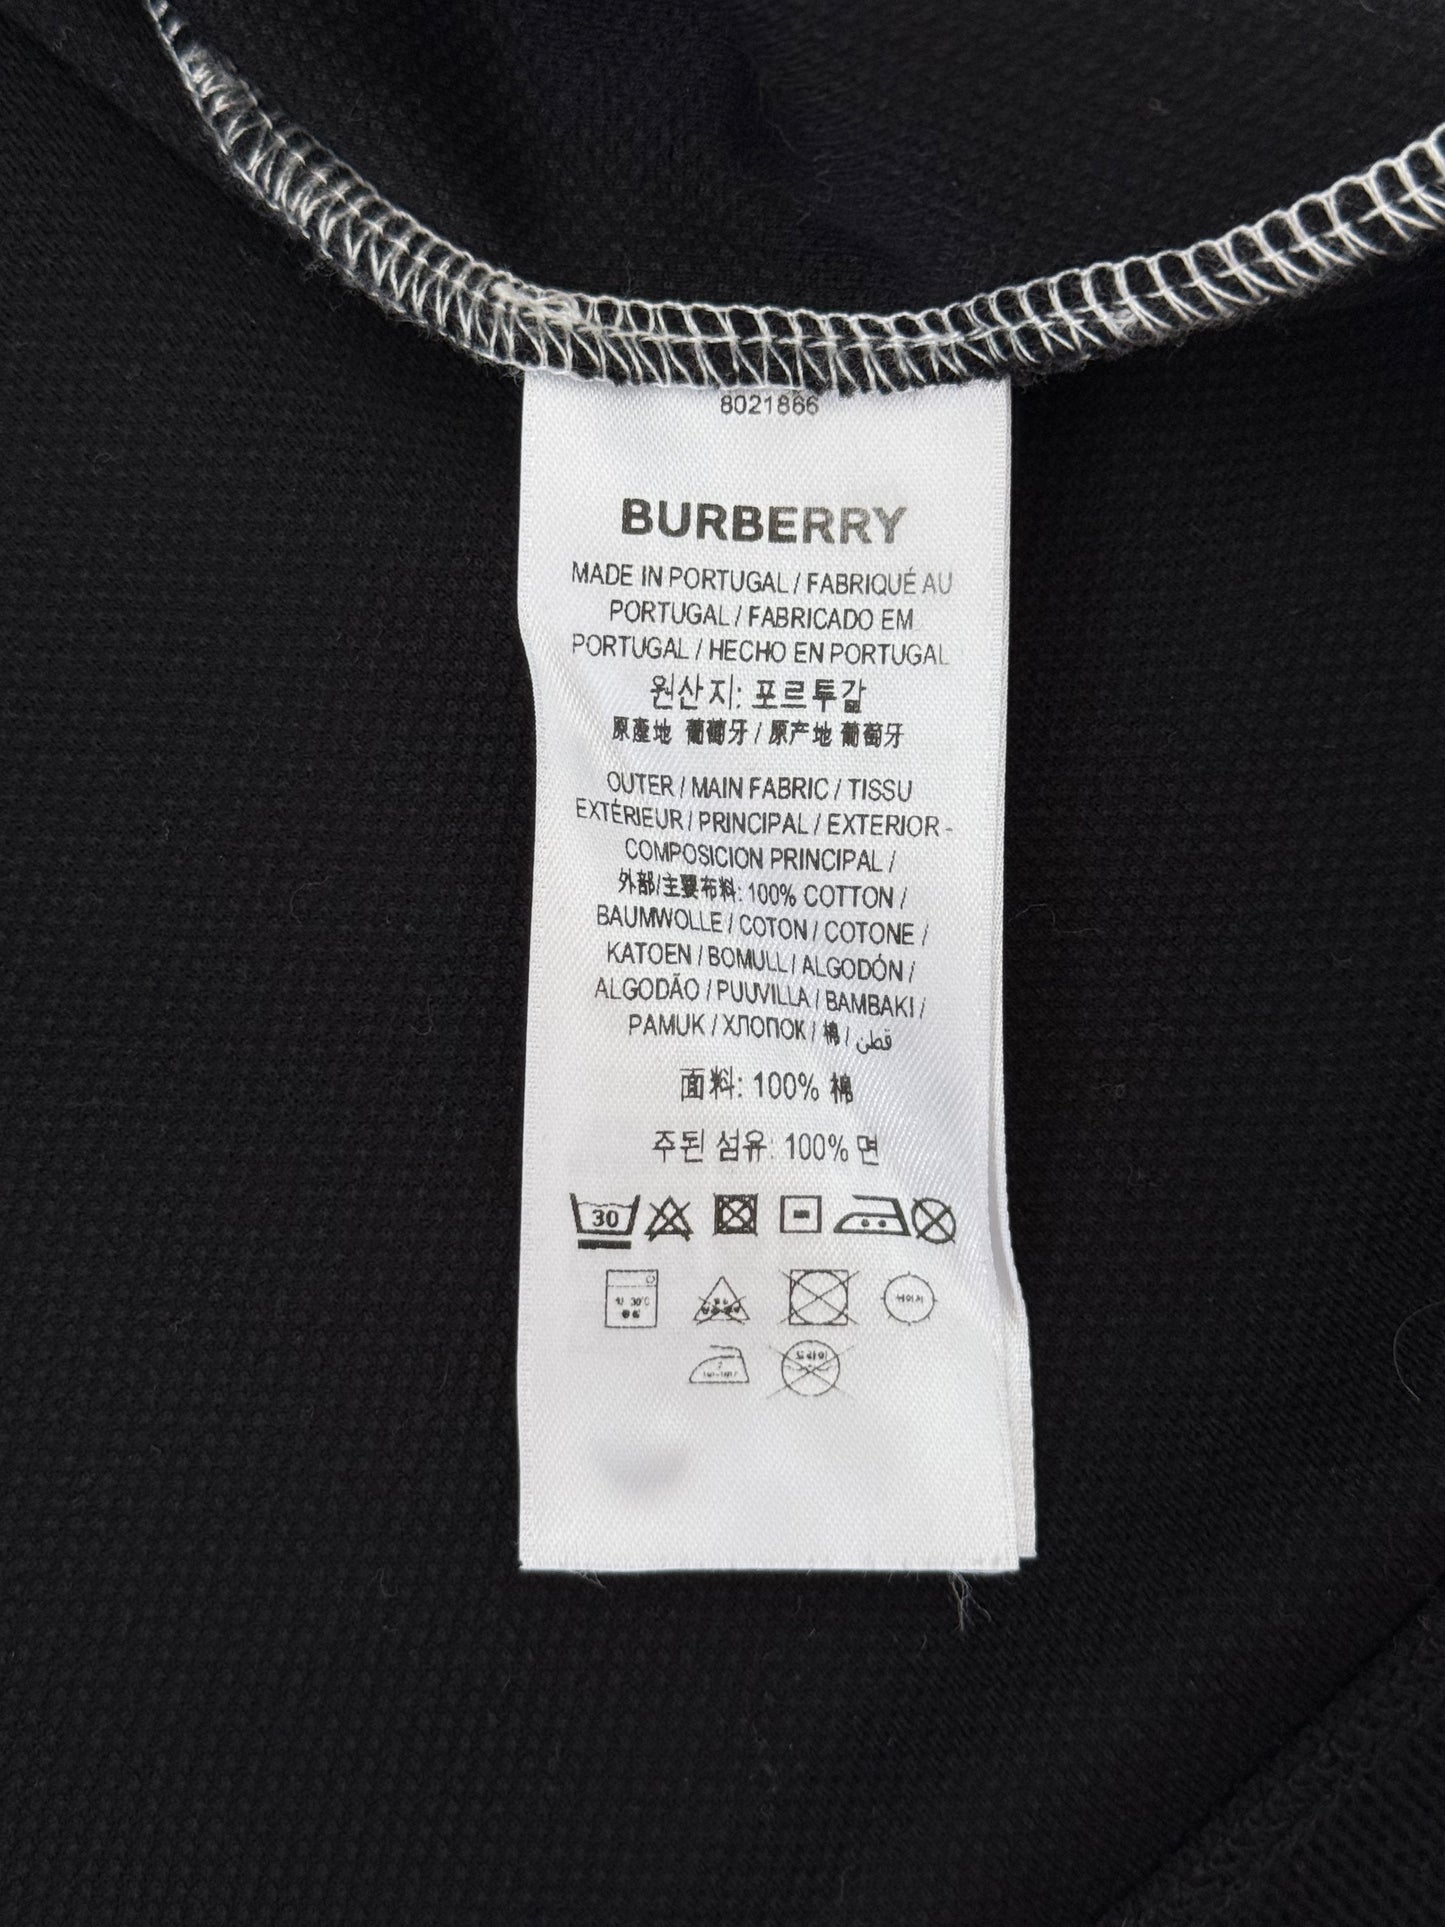 8021866
BURBERRY
MADE IN PORTUGAL / FABRIQUÉ AU
PORTUGAL / FABRICADO EM
PORTUGAL / HECHO EN PORTUGAL
원산지: 포르투갈
原產地 葡萄牙 / 原产地 葡萄牙
OUTER / MAIN FABRIC / TISSU
EXTÉRIEUR / PRINCIPAL / EXTERIOR -
COMPOSICION PRINCIPAL /
外部/主要布料: 100% COTTON /
BAUMWOLLE / COTON / COTONE /
KATOEN / BOMULL / ALGODÓN /
ALGODÃO / PUUVILLA / BAMBAKI /
PAMUK / ХЛОПОК / 棉 / قطن
面料: 100% 棉
주된 섬유: 100% 면
30
30℃